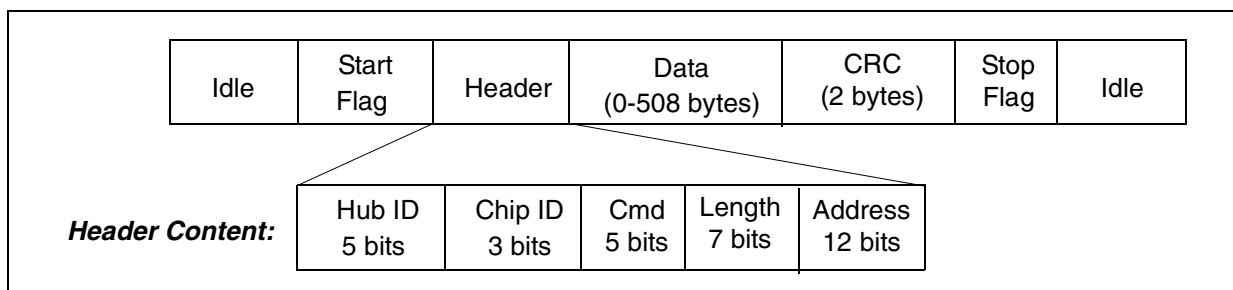 Idle
Start
Flag
Header
Data
(0-508 bytes)
CRC
(2 bytes)
Stop
Flag
Idle
Header Content:
Hub ID
5 bits
Chip ID
3 bits
Cmd
5 bits
Length
7 bits
Address
12 bits